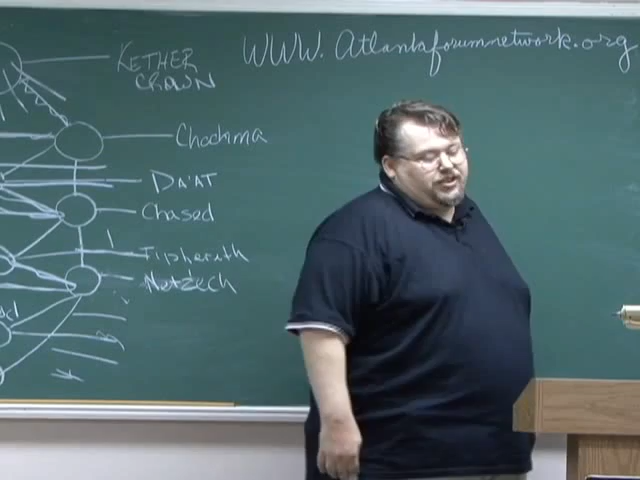 KETHER
CROWN
WWW.Atlantaforumnetwork.org
Chochma
DA'AT
Chased
Tiphereth
Netzech